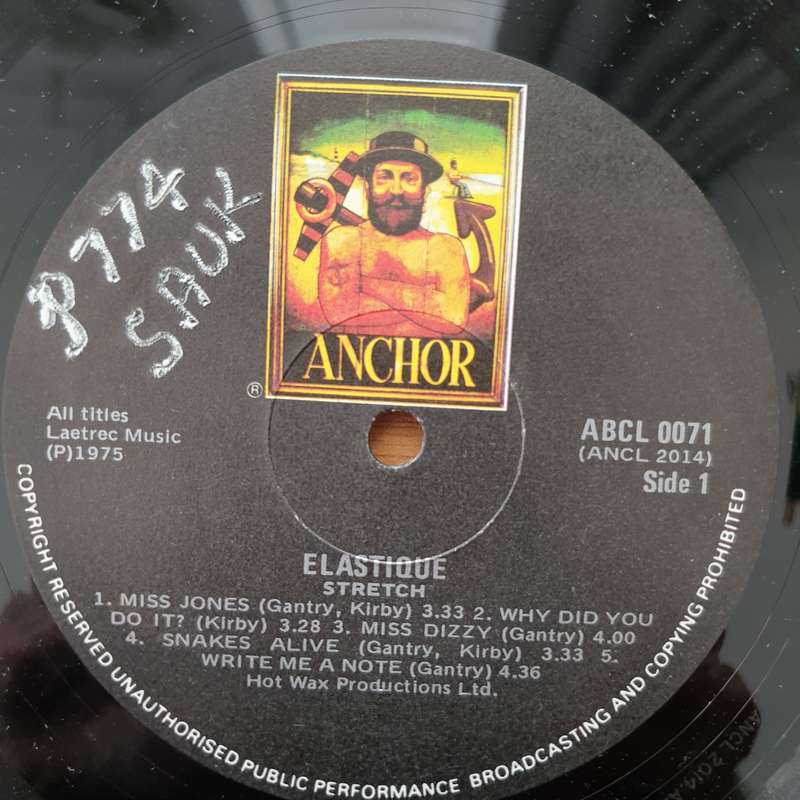 P774
SAUK
ANCHOR
®
All titles
Laetrec Music
(P)1975
ABCL 0071
(ANCL 2014)
Side 1
ELASTIQUE
STRETCH
1. MISS JONES (Gantry, Kirby) 3.33 2. WHY DID YOU
DO IT? (Kirby) 3.28 3. MISS DIZZY (Gantry) 4.00
4. SNAKES ALIVE (Gantry, Kirby) 3.33 5.
WRITE ME A NOTE (Gantry) 4.36
Hot Wax Productions Ltd.
COPYRIGHT RESERVED UNAUTHORISED PUBLIC PERFORMANCE BROADCASTING AND COPYING PROHIBITED
ANCL 2014 A